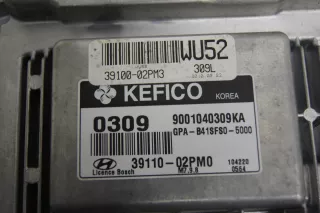 WU52
39100-02PM3
309L
KEFICO
KOREA
0309
9001040309KA
GPA-B41SFS0-5000
39110-02PM0
104220
Licence Bosch
M7.9.8
0554